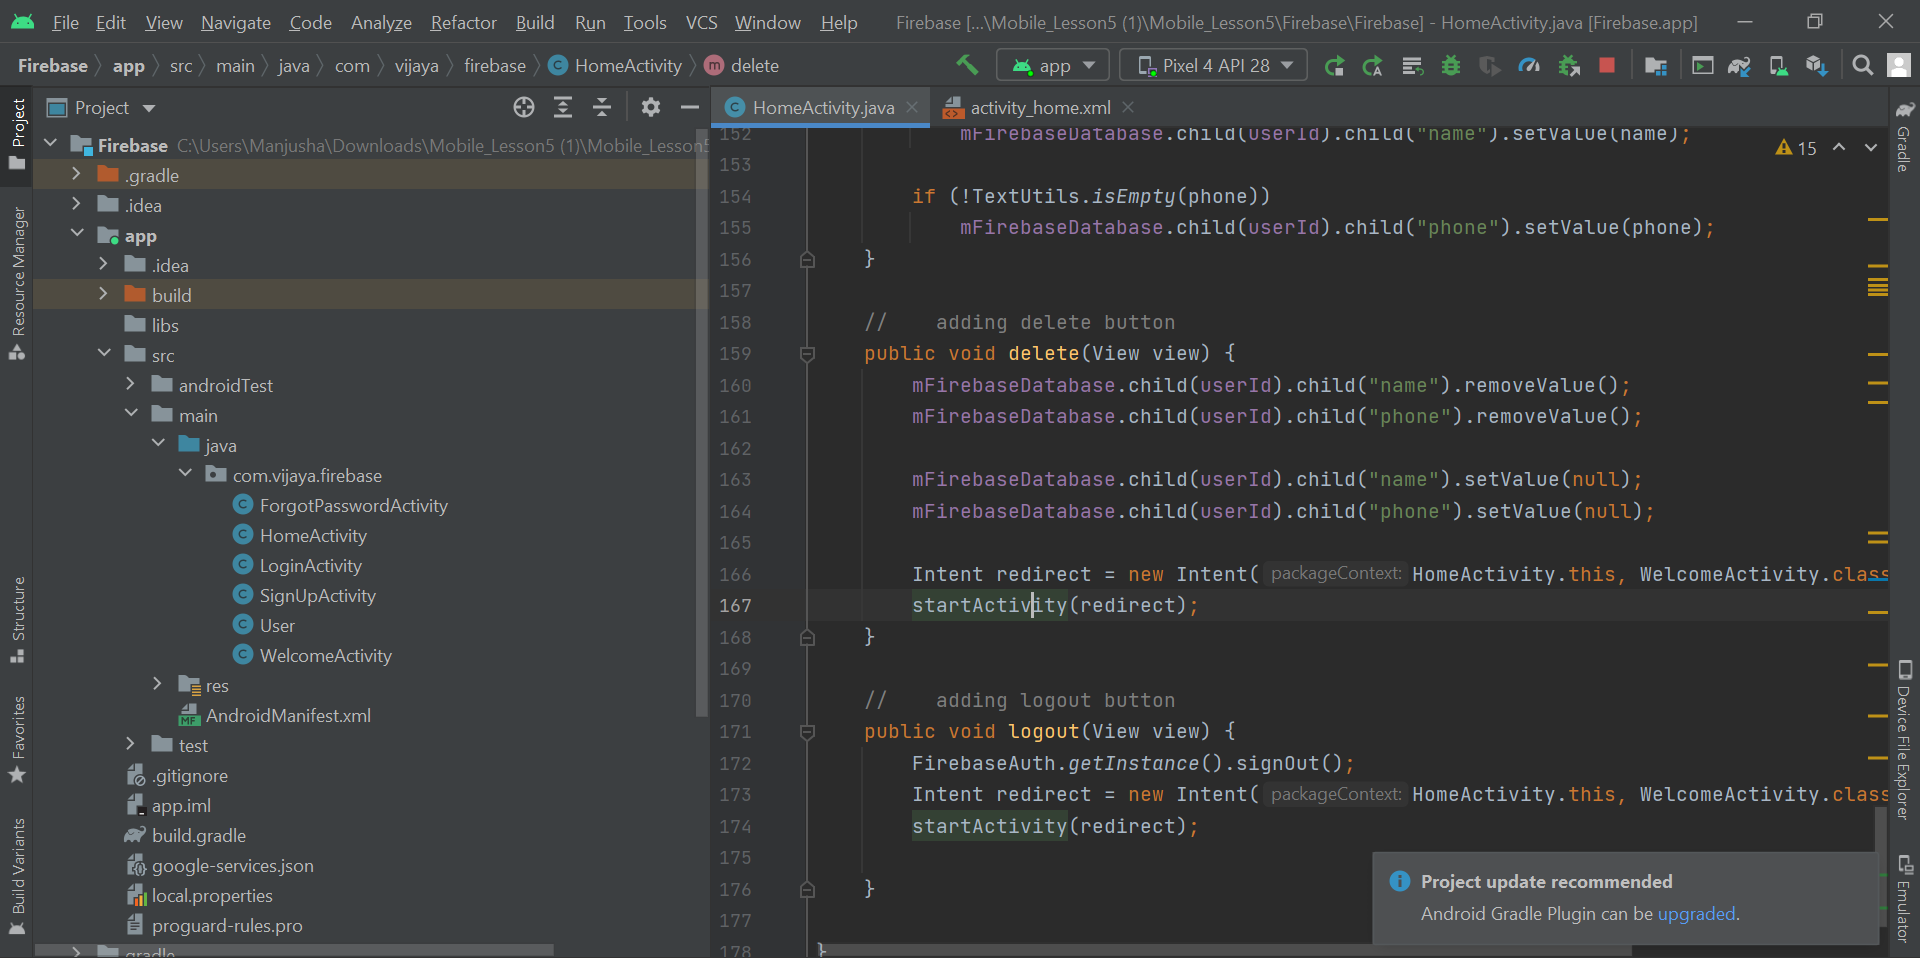 File Edit View Navigate Code Analyze Refactor Build Run Tools VCS Window Help Firebase [...\Mobile_Lesson5 (1)\Mobile_Lesson5\Firebase\Firebase] - HomeActivity.java [Firebase.app]
Firebase app src main java com vijaya firebase C HomeActivity m delete app Pixel 4 API 28
Project
Resource Manager
Structure
Favorites
Build Variants
Project
Firebase C:\Users\Manjusha\Downloads\Mobile_Lesson5 (1)\Mobile_Lesson5
.gradle
.idea
app
.idea
build
libs
src
androidTest
main
java
com.vijaya.firebase
C ForgotPasswordActivity
C HomeActivity
C LoginActivity
C SignUpActivity
C User
C WelcomeActivity
res
MF AndroidManifest.xml
test
.gitignore
app.iml
build.gradle
google-services.json
local.properties
proguard-rules.pro
gradle
C HomeActivity.java activity_home.xml
15
152 mFirebaseDatabase.child(userId).child("name").setValue(name);
153
154 if (!TextUtils.isEmpty(phone))
155 mFirebaseDatabase.child(userId).child("phone").setValue(phone);
156 }
157
158 // adding delete button
159 public void delete(View view) {
160 mFirebaseDatabase.child(userId).child("name").removeValue();
161 mFirebaseDatabase.child(userId).child("phone").removeValue();
162
163 mFirebaseDatabase.child(userId).child("name").setValue(null);
164 mFirebaseDatabase.child(userId).child("phone").setValue(null);
165
166 Intent redirect = new Intent( packageContext: HomeActivity.this, WelcomeActivity.class
167 startActivity(redirect);
168 }
169
170 // adding logout button
171 public void logout(View view) {
172 FirebaseAuth.getInstance().signOut();
173 Intent redirect = new Intent( packageContext: HomeActivity.this, WelcomeActivity.class
174 startActivity(redirect);
175
176 }
177
178 }
Project update recommended
Android Gradle Plugin can be upgraded.
Gradle
Device File Explorer
Emulator